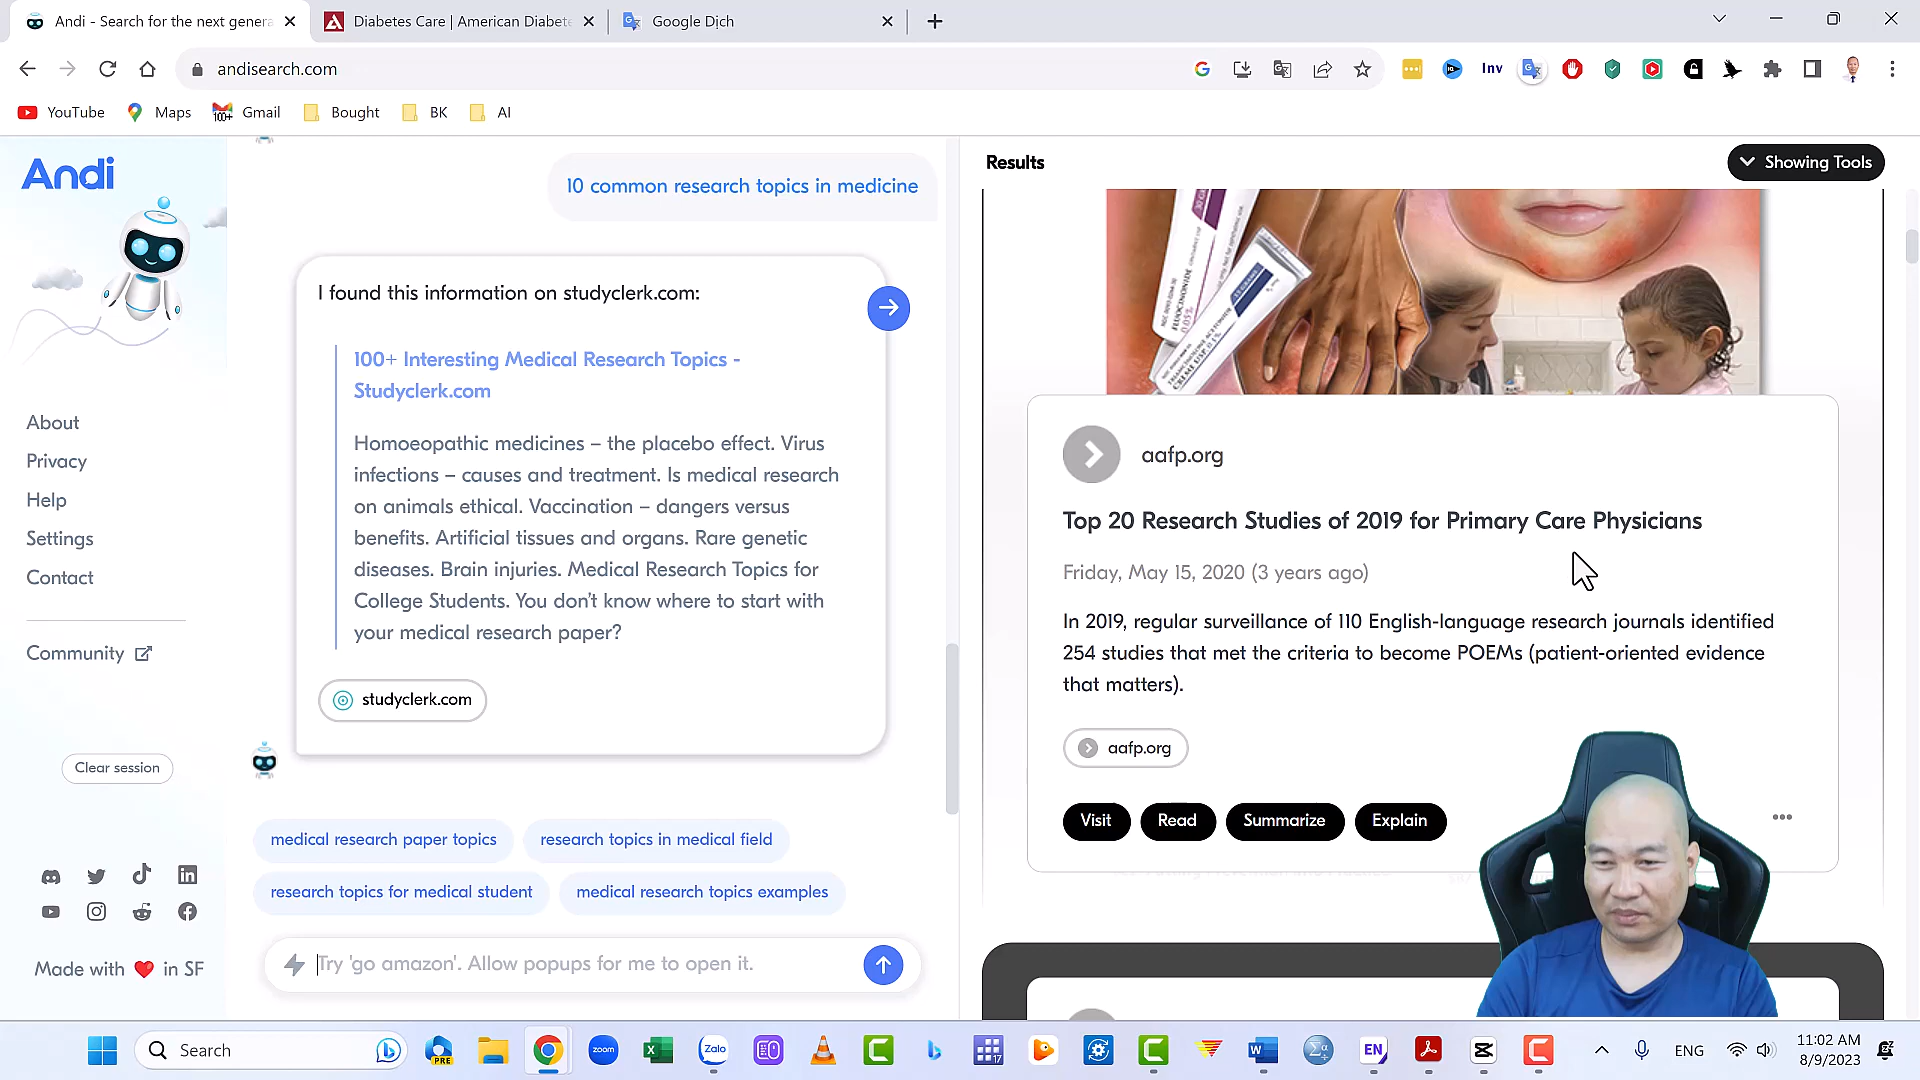 Andi - Search for the next genera
Diabetes Care | American Diabete
Google Dịch
andisearch.com
Inv
YouTube
Maps
100+
Gmail
Bought
BK
AI
Andi
About
Privacy
Help
Settings
Contact
Community
Clear session
Made with
in SF
10 common research topics in medicine
I found this information on studyclerk.com:
100+ Interesting Medical Research Topics -
Studyclerk.com
Homoeopathic medicines – the placebo effect. Virus
infections – causes and treatment. Is medical research
on animals ethical. Vaccination – dangers versus
benefits. Artificial tissues and organs. Rare genetic
diseases. Brain injuries. Medical Research Topics for
College Students. You don't know where to start with
your medical research paper?
studyclerk.com
medical research paper topics
research topics in medical field
research topics for medical student
medical research topics examples
Try 'go amazon'. Allow popups for me to open it.
Results
Showing Tools
aafp.org
Top 20 Research Studies of 2019 for Primary Care Physicians
Friday, May 15, 2020 (3 years ago)
In 2019, regular surveillance of 110 English-language research journals identified
254 studies that met the criteria to become POEMs (patient-oriented evidence
that matters).
aafp.org
Visit
Read
Summarize
Explain
Search
PRE
zoom
Zalo
17
EN
ENG
11:02 AM
8/9/2023